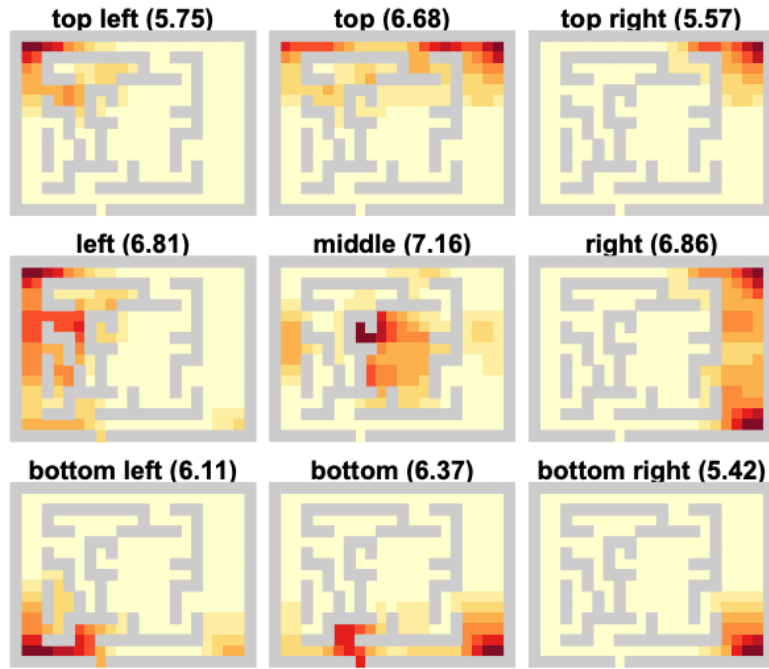 top left (5.75) top (6.68) top right (5.57)
left (6.81) middle (7.16) right (6.86)
bottom left (6.11) bottom (6.37) bottom right (5.42)